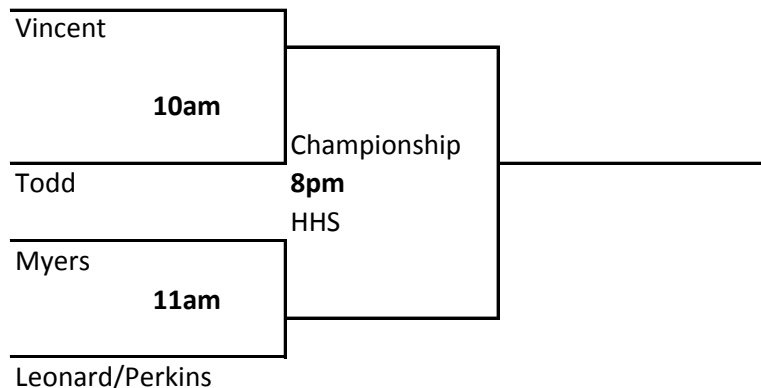 Vincent
10am
Championship
Todd
8pm
HHS
Myers
11am
Leonard/Perkins